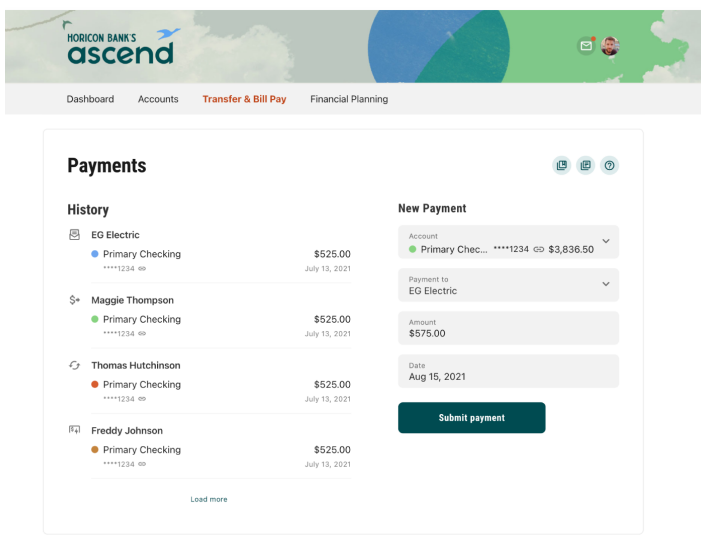 HORICON BANK'S
ascend
Dashboard Accounts Transfer & Bill Pay Financial Planning
Payments
History
EG Electric
Primary Checking $525.00
****1234 July 13, 2021
Maggie Thompson
Primary Checking $525.00
****1234 July 13, 2021
Thomas Hutchinson
Primary Checking $525.00
****1234 July 13, 2021
Freddy Johnson
Primary Checking $525.00
****1234 July 13, 2021
Load more
New Payment
Account
Primary Chec... ****1234 $3,836.50
Payment to
EG Electric
Amount
$575.00
Date
Aug 15, 2021
Submit payment